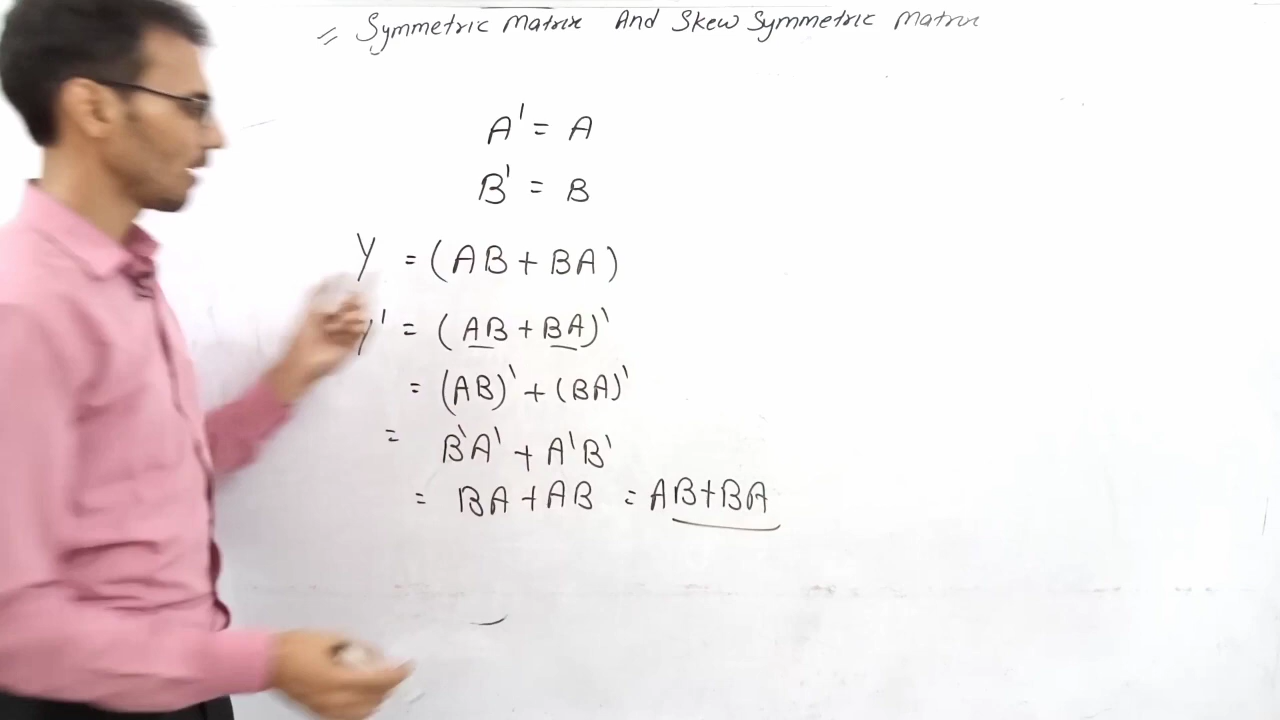 = Symmetric Matrix And Skew Symmetric Matrix
A' = A
B' = B
Y = (AB + BA)
Y' = (AB + BA)'
= (AB)' + (BA)'
= B'A' + A'B'
= BA + AB = AB+BA